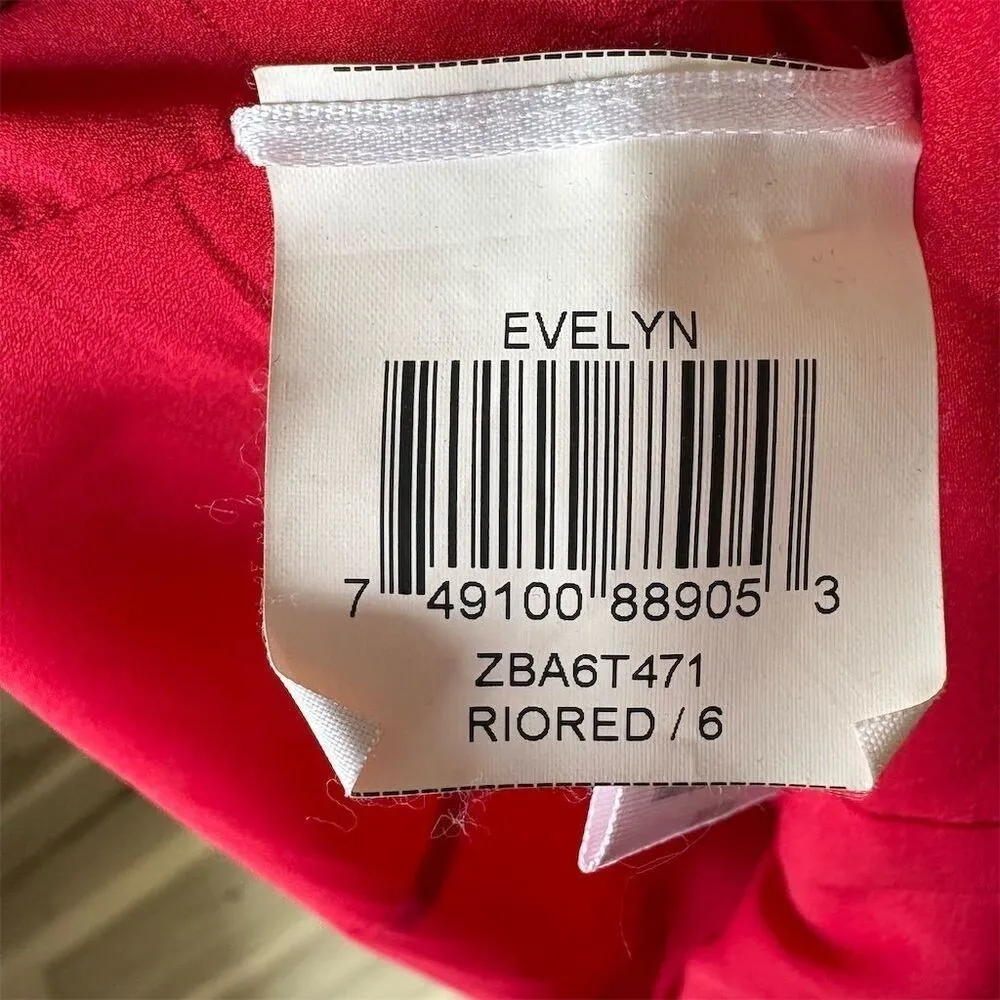 EVELYN
7 49100 88905 3
ZBA6T471
RIORED / 6